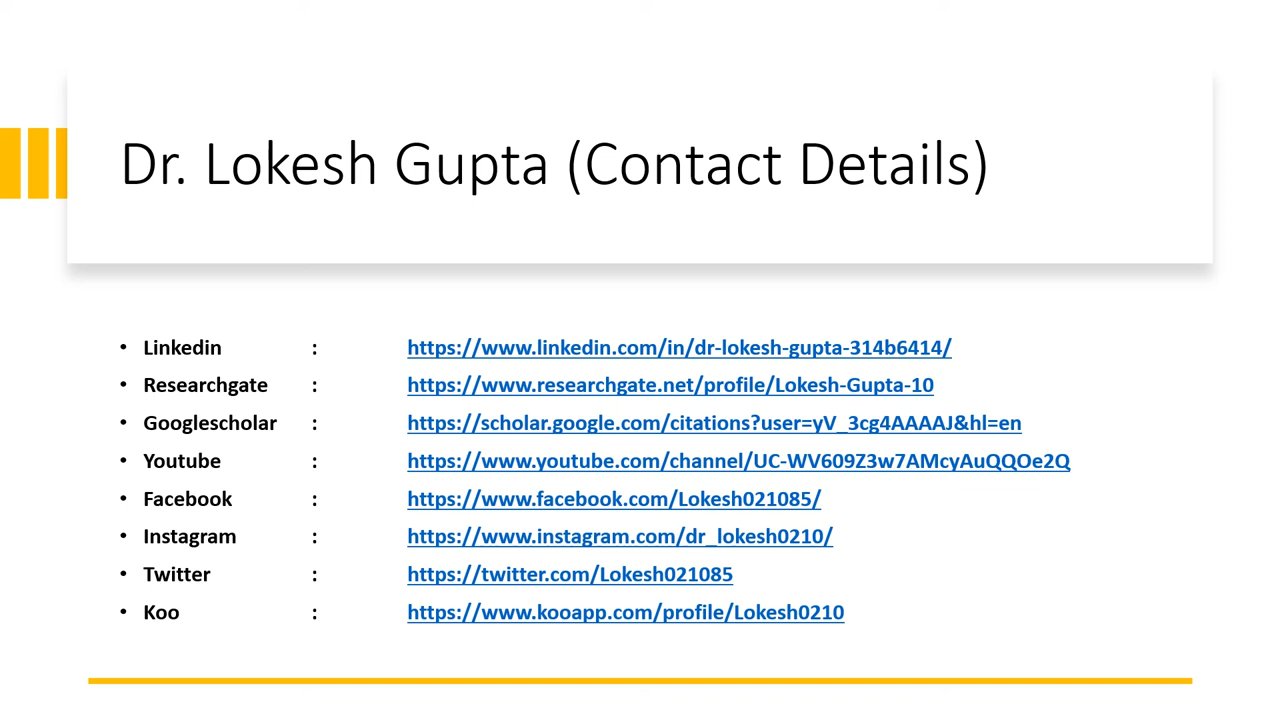 Dr. Lokesh Gupta (Contact Details)
• Linkedin : https://www.linkedin.com/in/dr-lokesh-gupta-314b6414/
• Researchgate : https://www.researchgate.net/profile/Lokesh-Gupta-10
• Googlescholar : https://scholar.google.com/citations?user=yV_3cg4AAAAJ&hl=en
• Youtube : https://www.youtube.com/channel/UC-WV609Z3w7AMcyAuQQOe2Q
• Facebook : https://www.facebook.com/Lokesh021085/
• Instagram : https://www.instagram.com/dr_lokesh0210/
• Twitter : https://twitter.com/Lokesh021085
• Koo : https://www.kooapp.com/profile/Lokesh0210